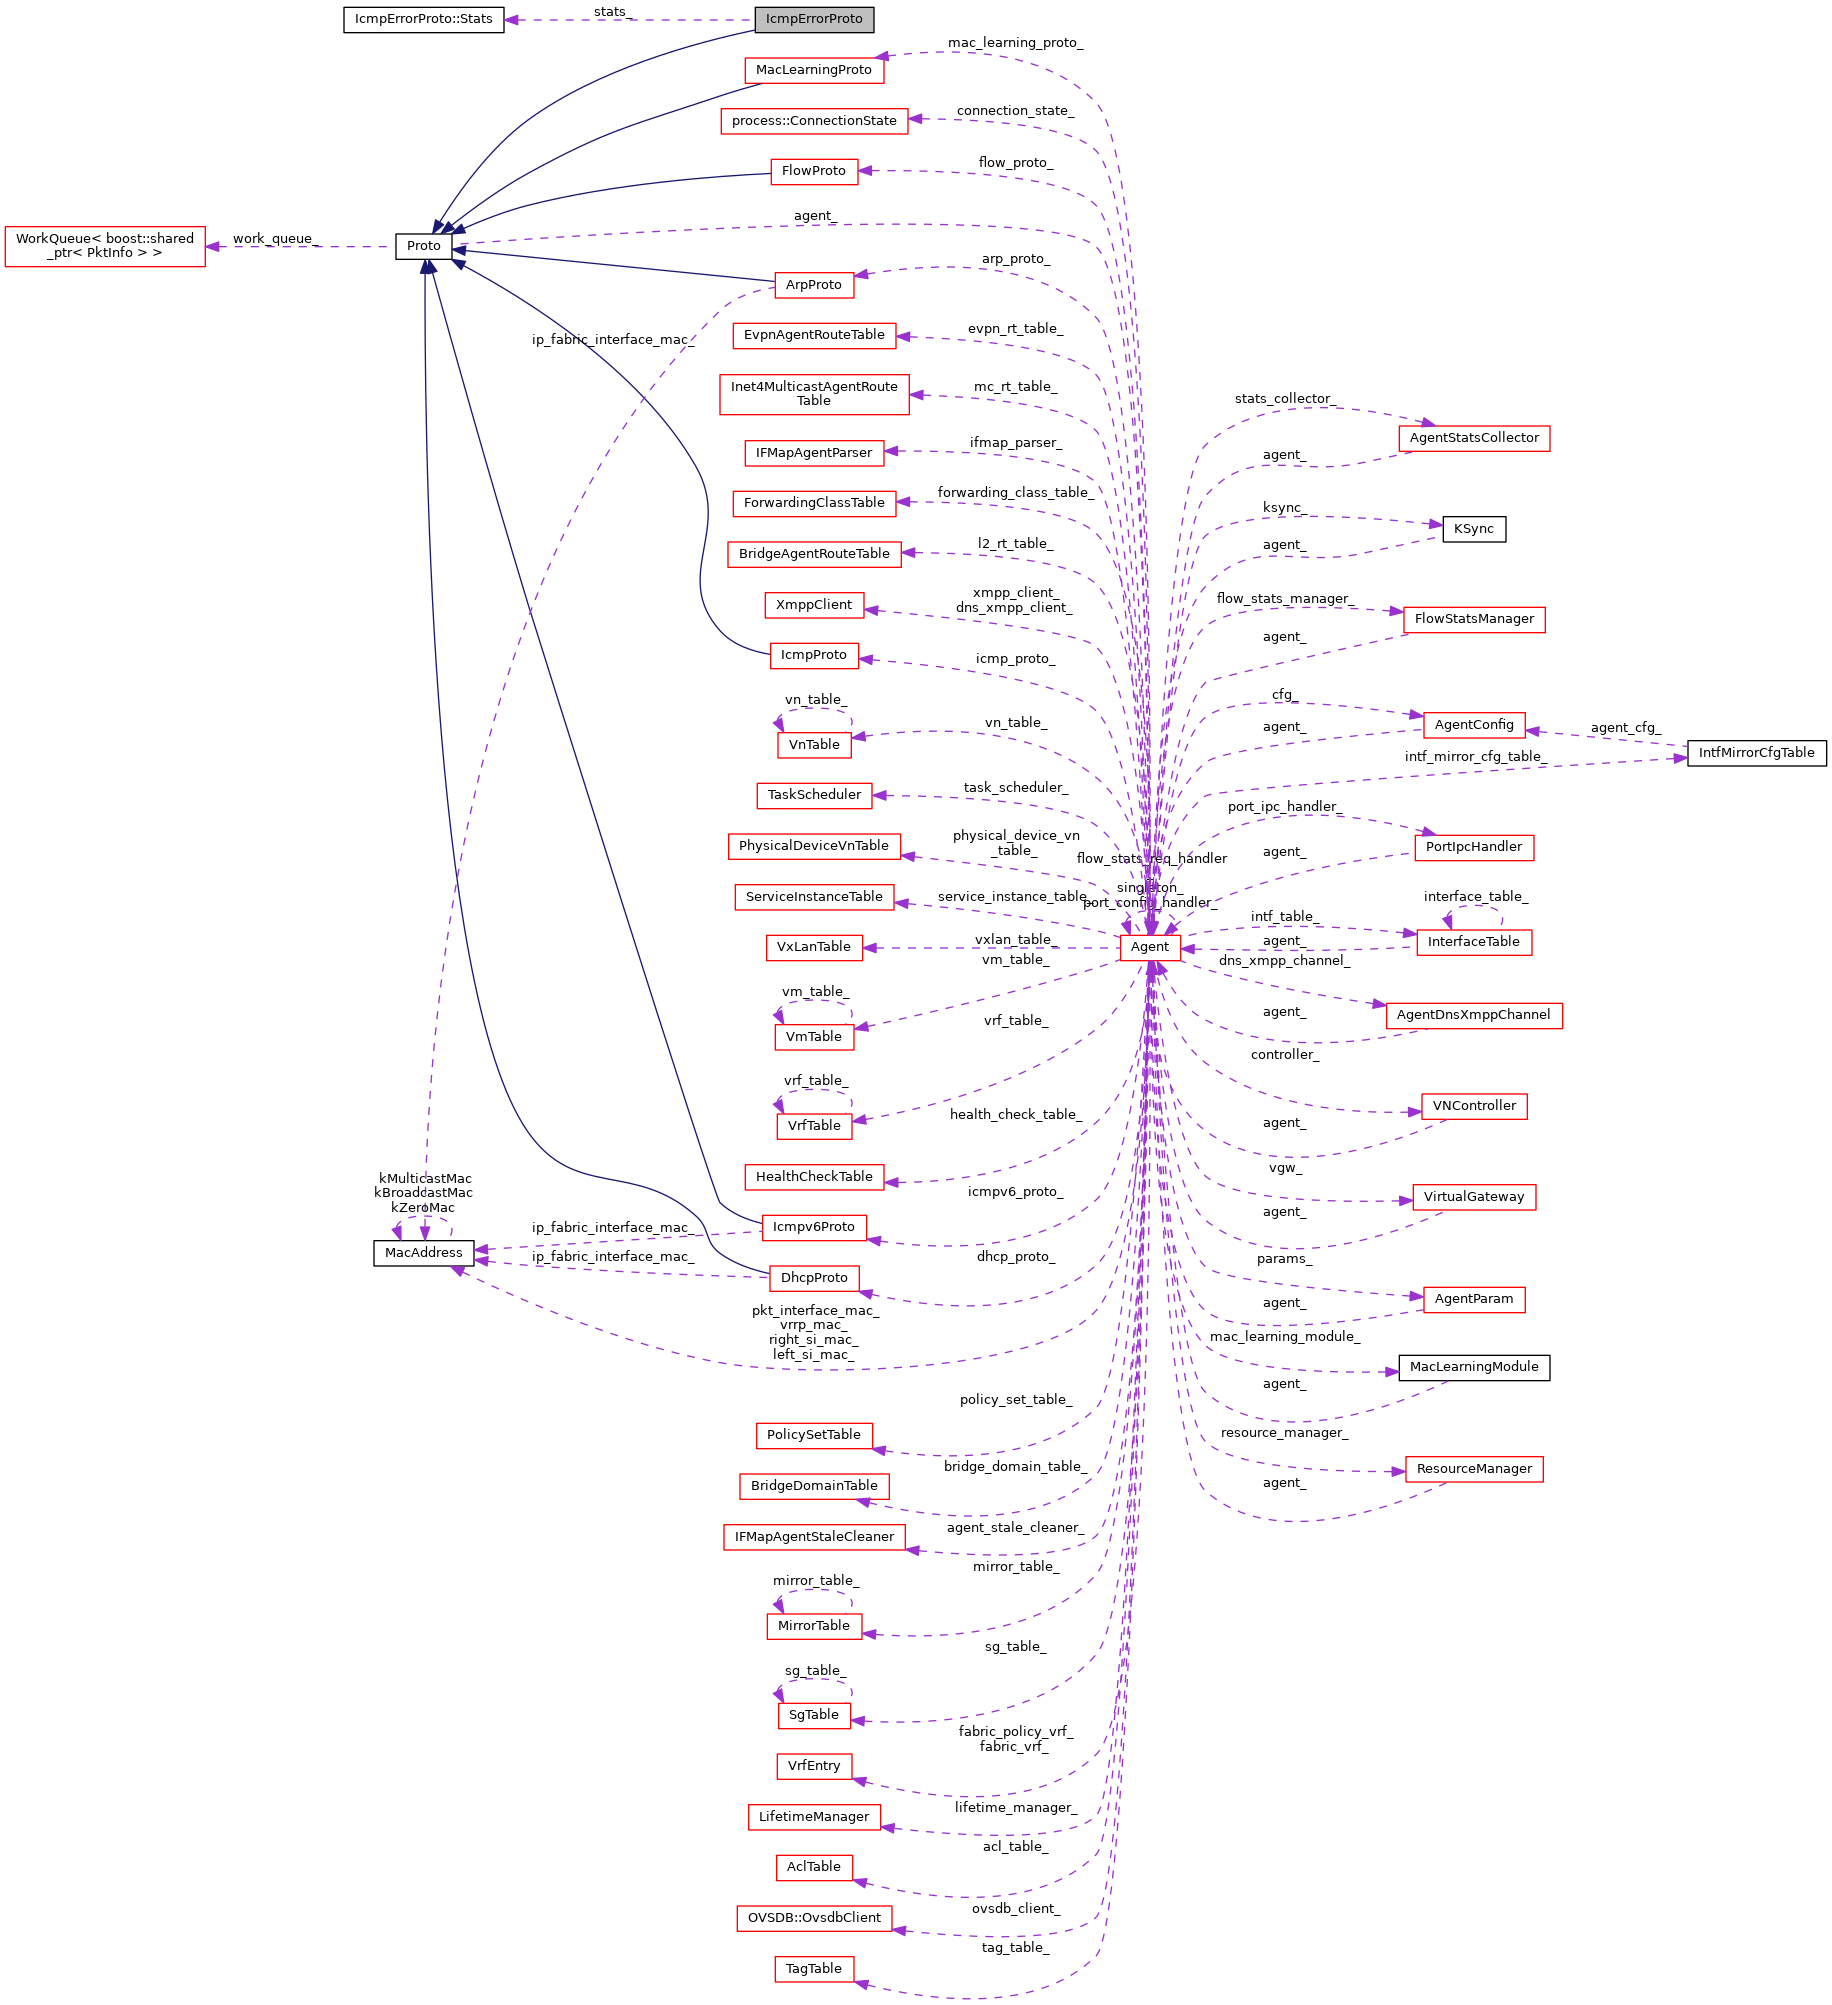 stats_
IcmpErrorProto::Stats
IcmpErrorProto
mac_learning_proto_
MacLearningProto
connection_state_
process::ConnectionState
flow_proto_
FlowProto
agent_
WorkQueue< boost::shared
_ptr< PktInfo > >
work_queue_
Proto
arp_proto_
ArpProto
evpn_rt_table_
EvpnAgentRouteTable
ip_fabric_interface_mac_
mc_rt_table_
Inet4MulticastAgentRoute
Table
stats_collector_
AgentStatsCollector
ifmap_parser_
IFMapAgentParser
agent_
forwarding_class_table_
ForwardingClassTable
ksync_
KSync
l2_rt_table_
BridgeAgentRouteTable
agent_
xmpp_client_
dns_xmpp_client_
XmppClient
flow_stats_manager_
FlowStatsManager
agent_
icmp_proto_
IcmpProto
vn_table_
vn_table_
VnTable
cfg_
AgentConfig
agent_
agent_cfg_
IntfMirrorCfgTable
intf_mirror_cfg_table_
task_scheduler_
TaskScheduler
port_ipc_handler_
PortIpcHandler
agent_
physical_device_vn
_table_
PhysicalDeviceVnTable
flow_stats_req_handler
_
singleton_
port_config_handler_
service_instance_table_
ServiceInstanceTable
interface_table_
intf_table_
InterfaceTable
agent_
vxlan_table_
VxLanTable
Agent
vm_table_
dns_xmpp_channel_
vm_table_
VmTable
AgentDnsXmppChannel
agent_
vrf_table_
controller_
vrf_table_
VrfTable
VNController
agent_
health_check_table_
HealthCheckTable
vgw_
VirtualGateway
agent_
kMulticastMac
kBroadcastMac
kZeroMac
icmpv6_proto_
Icmpv6Proto
ip_fabric_interface_mac_
MacAddress
ip_fabric_interface_mac_
dhcp_proto_
DhcpProto
params_
AgentParam
agent_
pkt_interface_mac_
vrrp_mac_
right_si_mac_
left_si_mac_
mac_learning_module_
MacLearningModule
agent_
policy_set_table_
PolicySetTable
resource_manager_
ResourceManager
agent_
bridge_domain_table_
BridgeDomainTable
agent_stale_cleaner_
IFMapAgentStaleCleaner
mirror_table_
mirror_table_
MirrorTable
sg_table_
sg_table_
SgTable
fabric_policy_vrf_
fabric_vrf_
VrfEntry
lifetime_manager_
LifetimeManager
acl_table_
AclTable
ovsdb_client_
OVSDB::OvsdbClient
tag_table_
TagTable